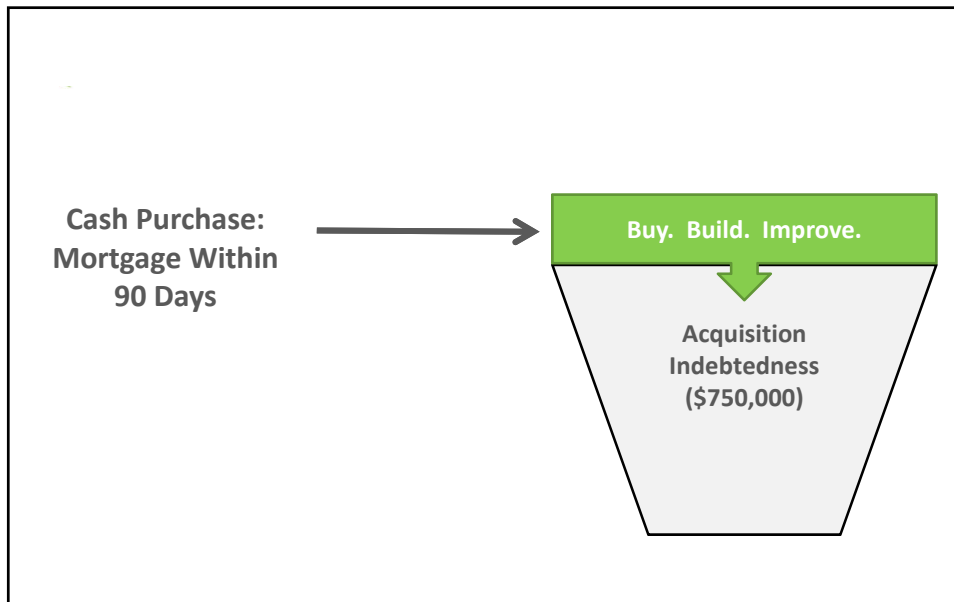 Cash Purchase:
Mortgage Within
90 Days
Buy. Build. Improve.
Acquisition
Indebtedness
($750,000)